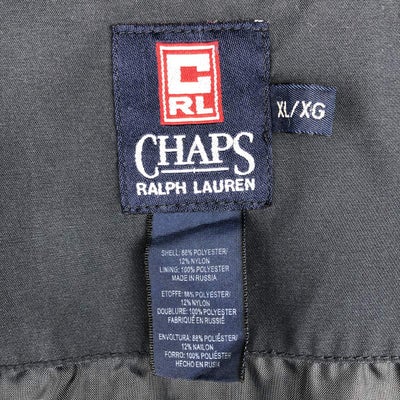 C
RL
CHAPS
RALPH LAUREN
XL/XG
SHELL: 88% POLYESTER/
12% NYLON
LINING: 100% POLYESTER
MADE IN RUSSIA
ETOFFE: 88% POLYESTER/
12% NYLON
DOUBLURE: 100% POLYESTER
FABRIQUÉ EN RUSSIE
ENVOLTURA: 88% POLIÉSTER/
12% NAILON
FORRO: 100% POLIÉSTER
HECHO EN RUSIA